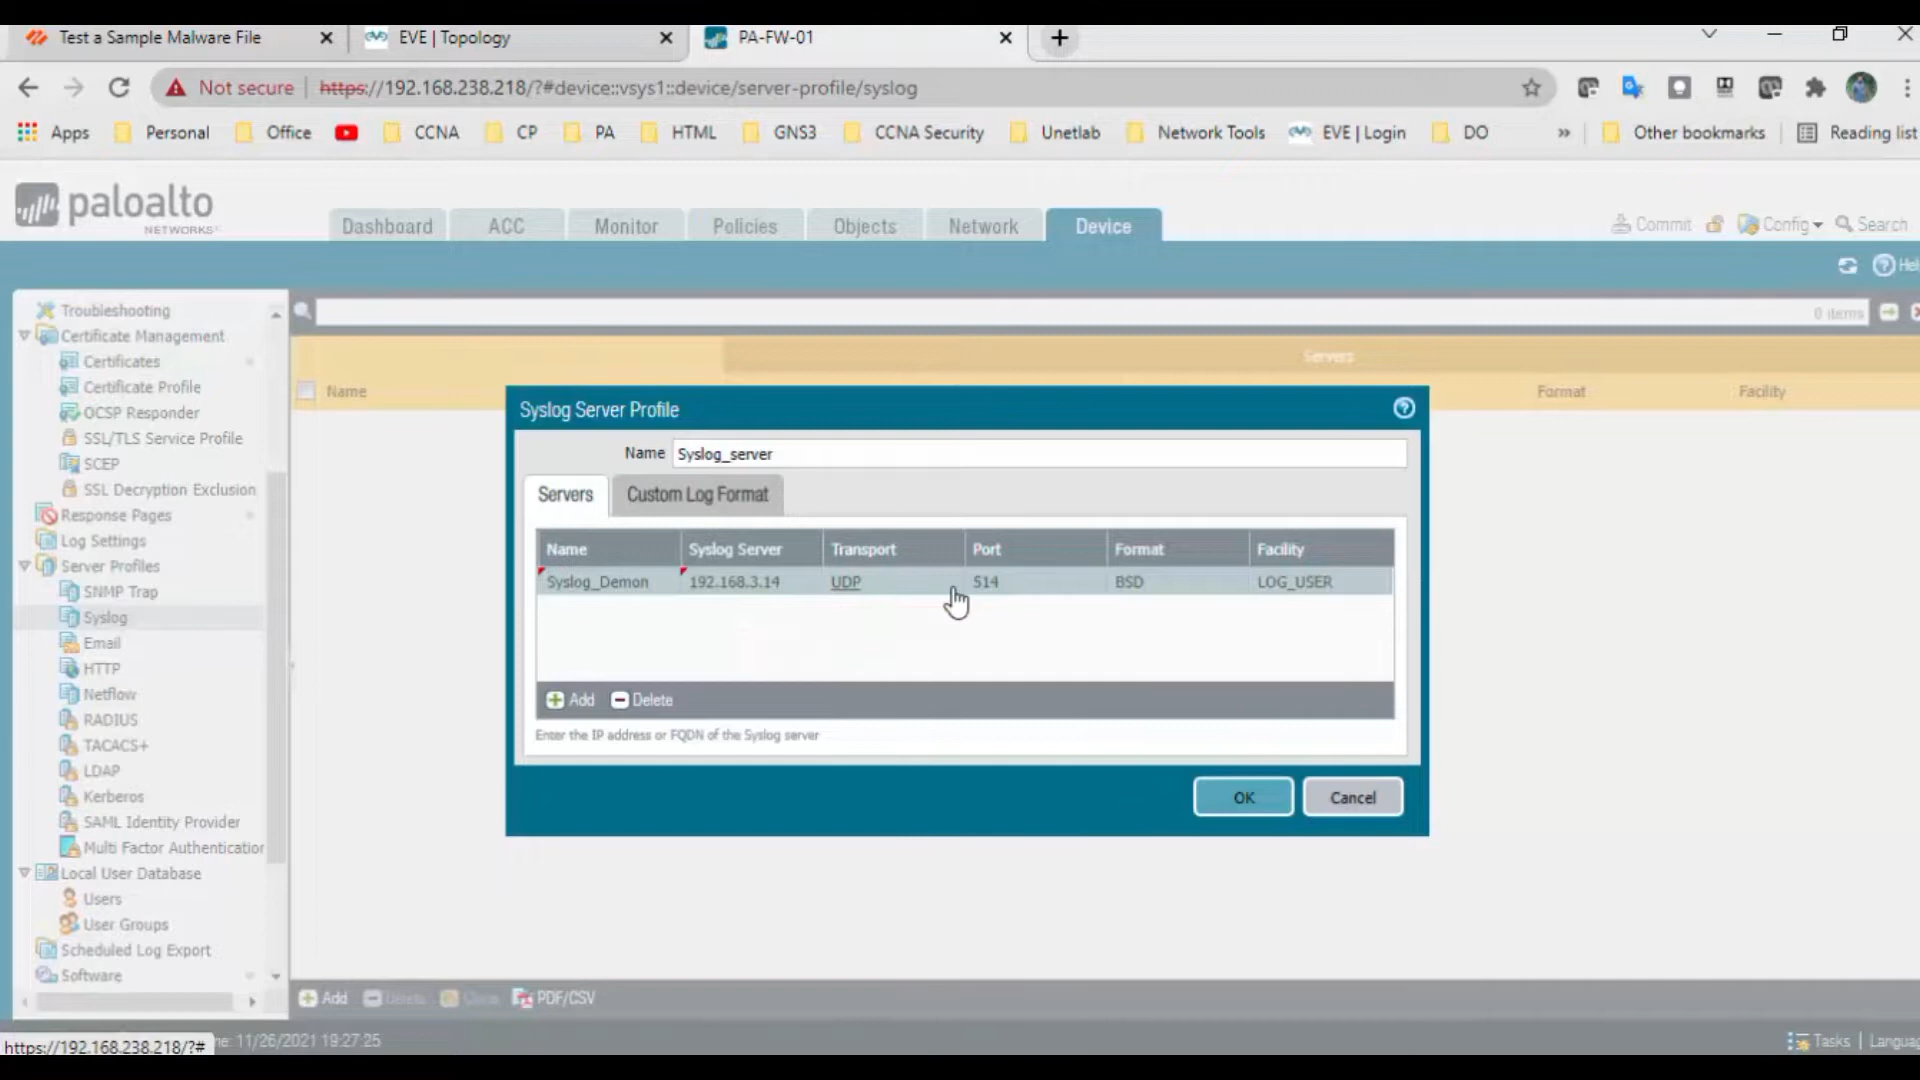 Test a Sample Malware File
EVE | Topology
PA-FW-01
Not secure
https://192.168.238.218/?#device::vsys1::device/server-profile/syslog
Apps
Personal
Office
CCNA
CP
PA
HTML
GNS3
CCNA Security
Unetlab
Network Tools
EVE | Login
DO
»
Other bookmarks
Reading list
paloalto
NETWORKS
Dashboard
ACC
Monitor
Policies
Objects
Network
Device
Commit
Config
Search
Troubleshooting
Certificate Management
Certificates
Certificate Profile
OCSP Responder
SSL/TLS Service Profile
SCEP
SSL Decryption Exclusion
Response Pages
Log Settings
Server Profiles
SNMP Trap
Syslog
Email
HTTP
Netflow
RADIUS
TACACS+
LDAP
Kerberos
SAML Identity Provider
Multi Factor Authentication
Local User Database
Users
User Groups
Scheduled Log Export
Software
0 items
Servers
Name
Format
Facility
Syslog Server Profile
Name
Syslog_server
Servers
Custom Log Format
Name Syslog Server Transport Port Format Facility
Syslog_Demon 192.168.3.14 UDP 514 BSD LOG_USER
Add
Delete
Enter the IP address or FQDN of the Syslog server
OK
Cancel
Add
Delete
Clone
PDF/CSV
https://192.168.238.218/?#
11/26/2021 19:27:25
Tasks